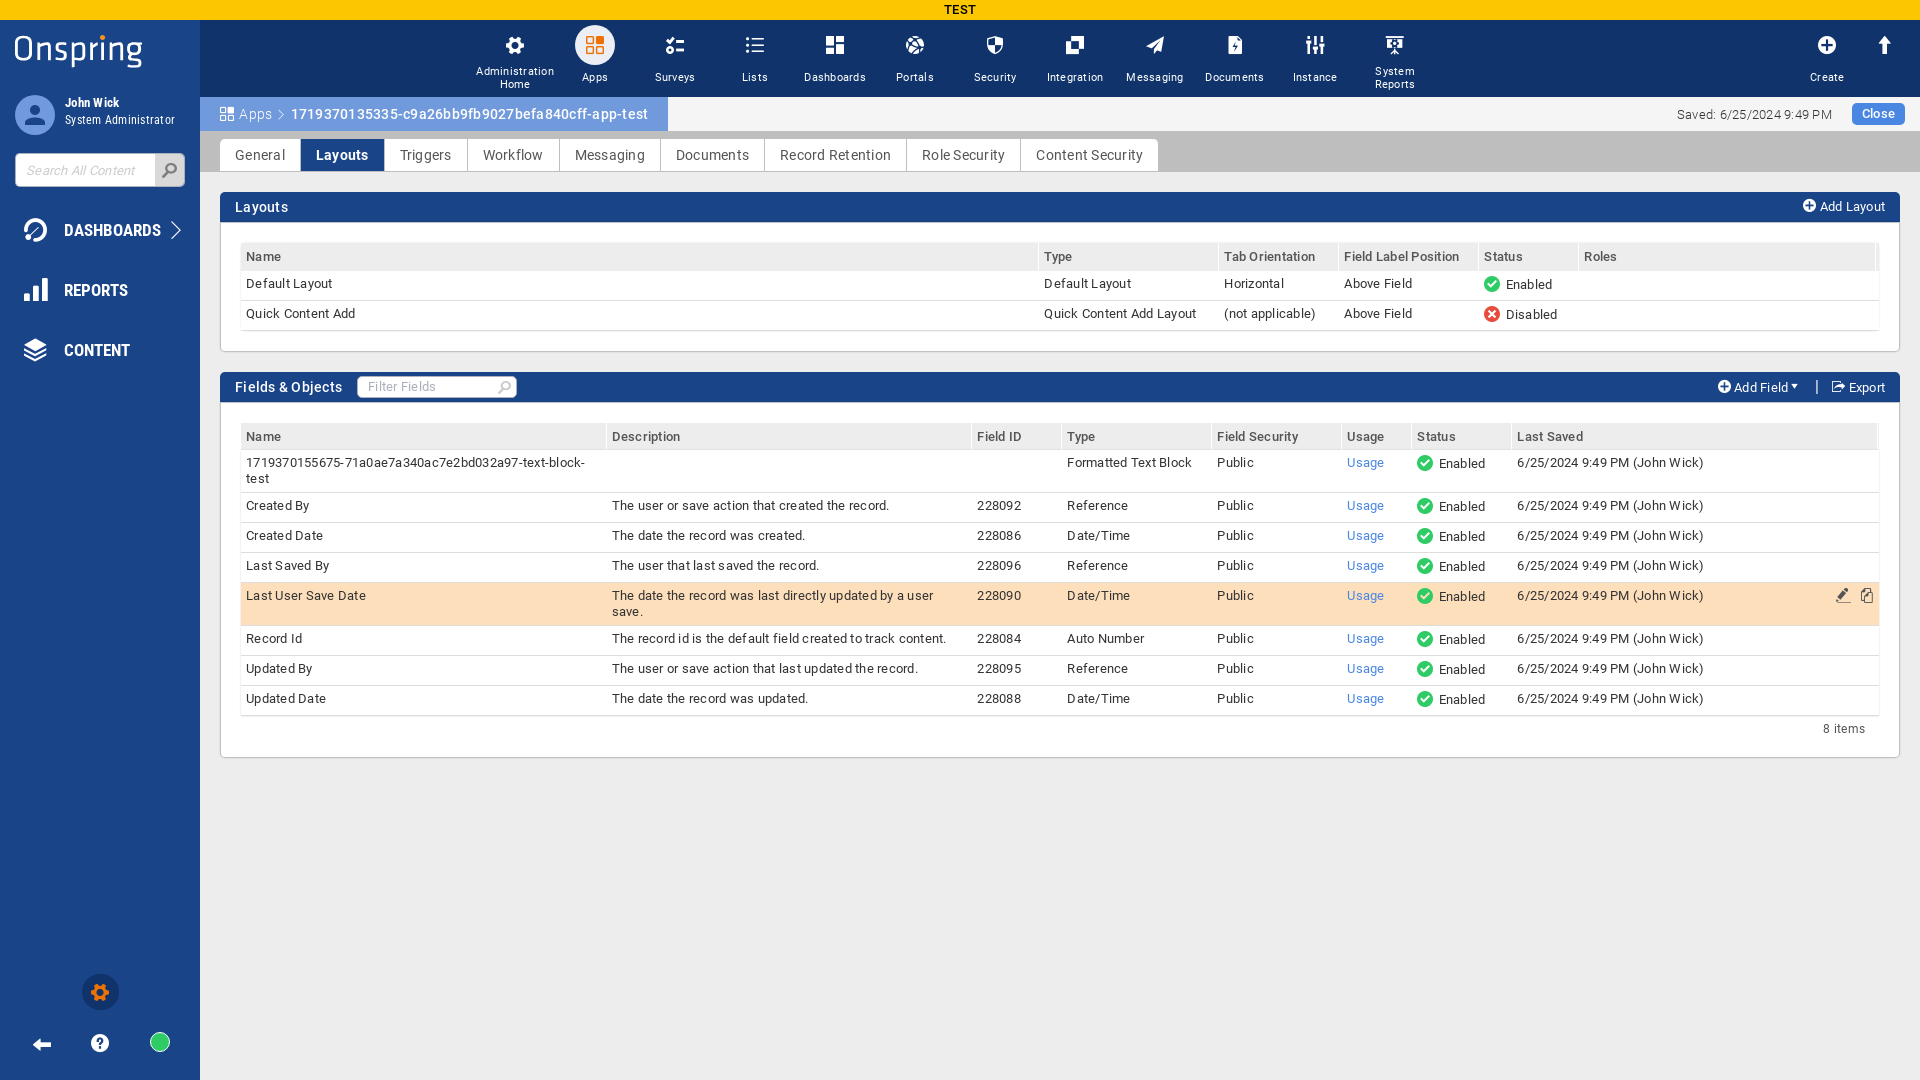 TEST
Onspring
John Wick
System Administrator
Search All Content
DASHBOARDS
REPORTS
CONTENT
Administration Home
Apps
Surveys
Lists
Dashboards
Portals
Security
Integration
Messaging
Documents
Instance
System Reports
Create
Apps 1719370135335-c9a26bb9fb9027befa840cff-app-test
Saved: 6/25/2024 9:49 PM
Close
General Layouts Triggers Workflow Messaging Documents Record Retention Role Security Content Security
Layouts
Add Layout
Name Type Tab Orientation Field Label Position Status Roles
Default Layout Default Layout Horizontal Above Field Enabled
Quick Content Add Quick Content Add Layout (not applicable) Above Field Disabled
Fields & Objects Filter Fields Add Field | Export
Name Description Field ID Type Field Security Usage Status Last Saved
1719370155675-71a0ae7a340ac7e2bd032a97-text-block- Formatted Text Block Public Usage Enabled 6/25/2024 9:49 PM (John Wick)
test
Created By The user or save action that created the record. 228092 Reference Public Usage Enabled 6/25/2024 9:49 PM (John Wick)
Created Date The date the record was created. 228086 Date/Time Public Usage Enabled 6/25/2024 9:49 PM (John Wick)
Last Saved By The user that last saved the record. 228096 Reference Public Usage Enabled 6/25/2024 9:49 PM (John Wick)
Last User Save Date The date the record was last directly updated by a user 228090 Date/Time Public Usage Enabled 6/25/2024 9:49 PM (John Wick)
save.
Record Id The record id is the default field created to track content. 228084 Auto Number Public Usage Enabled 6/25/2024 9:49 PM (John Wick)
Updated By The user or save action that last updated the record. 228095 Reference Public Usage Enabled 6/25/2024 9:49 PM (John Wick)
Updated Date The date the record was updated. 228088 Date/Time Public Usage Enabled 6/25/2024 9:49 PM (John Wick)
8 items